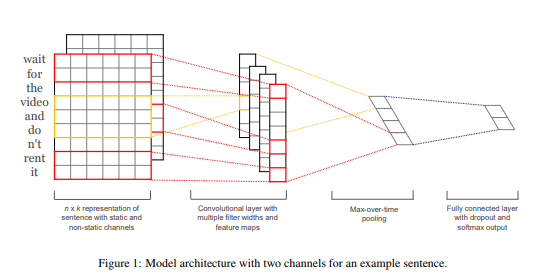 wait
for
the
video
and
do
n't
rent
it
n x k representation of
sentence with static and
non-static channels
Convolutional layer with
multiple filter widths and
feature maps
Max-over-time
pooling
Fully connected layer
with dropout and
softmax output
Figure 1: Model architecture with two channels for an example sentence.